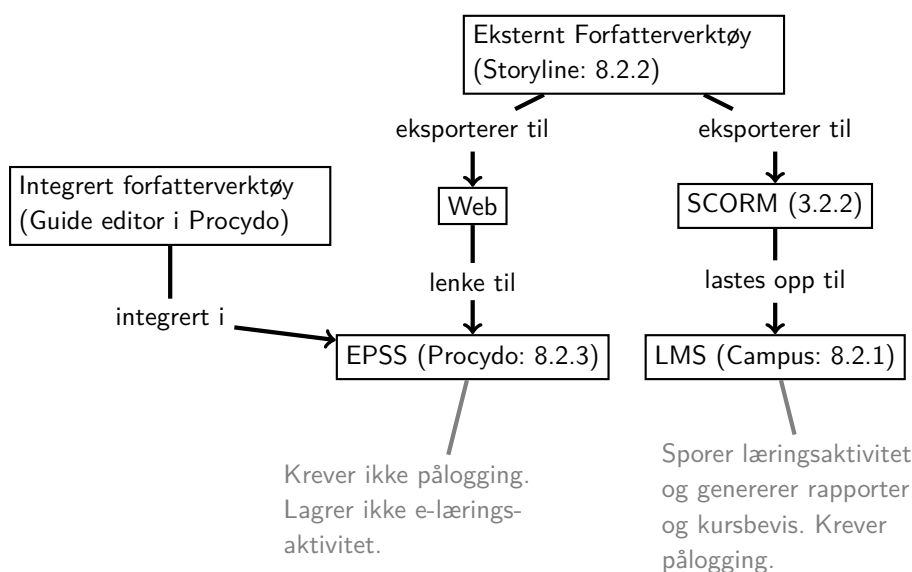 Eksternt Forfatterverktøy
(Storyline: 8.2.2)
eksporterer til
eksporterer til
Integrert forfatterverktøy
(Guide editor i Procydo)
Web
SCORM (3.2.2)
lenke til
lastes opp til
integrert i
EPSS (Procydo: 8.2.3)
LMS (Campus: 8.2.1)
Krever ikke pålogging.
Lagrer ikke e-lærings-
aktivitet.
Sporer læringsaktivitet
og genererer rapporter
og kursbevis. Krever
pålogging.